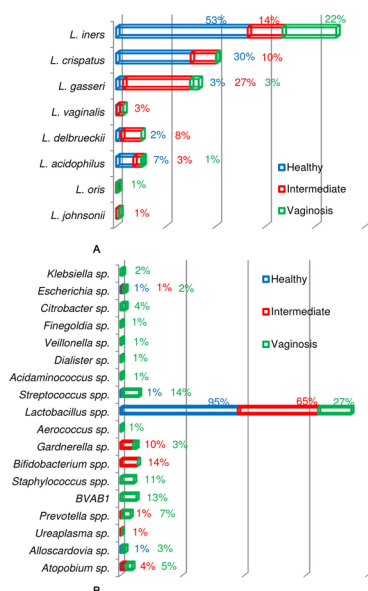 53% 14% 22%
L. iners
L. crispatus 30% 10%
L. gasseri 3% 27% 3%
L. vaginalis 3%
L. delbrueckii 2% 8%
L. acidophilus 7% 3% 1%
Healthy
L. oris 1%
Intermediate
L. johnsonii 1%
Vaginosis
A
Klebsiella sp. 2%
Healthy
Escherichia sp. 1% 1% 2%
Intermediate
Citrobacter sp. 4%
Finegoldia sp. 1%
Veillonella sp. 1%
Vaginosis
Dialister sp. 1%
Acidaminococcus sp. 1%
Streptococcus spp. 1% 14%
95% 65% 27%
Lactobacillus spp.
Aerococcus sp. 1%
Gardnerella sp. 10% 3%
Bifidobacterium spp. 14%
Staphylococcus spp. 11%
BVAB1 13%
Prevotella spp. 1% 7%
Ureaplasma sp. 1%
Alloscardovia sp. 1% 3%
Atopobium sp. 4% 5%
B